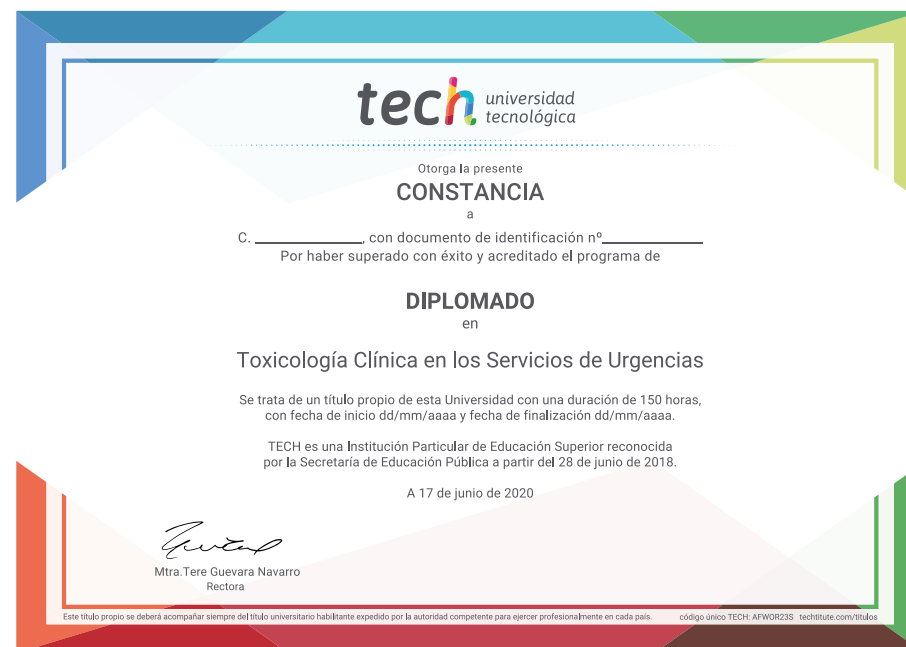 tech universidad
tecnológica
Otorga la presente
CONSTANCIA
a
C. ______________, con documento de identificación nº_____________
Por haber superado con éxito y acreditado el programa de
DIPLOMADO
en
Toxicología Clínica en los Servicios de Urgencias
Se trata de un título propio de esta Universidad con una duración de 150 horas,
con fecha de inicio dd/mm/aaaa y fecha de finalización dd/mm/aaaa.
TECH es una Institución Particular de Educación Superior reconocida
por la Secretaría de Educación Pública a partir del 28 de junio de 2018.
A 17 de junio de 2020
Mtra.Tere Guevara Navarro
Rectora
Este título propio se deberá acompañar siempre del título universitario habilitante expedido por la autoridad competente para ejercer profesionalmente en cada país. código único TECH: AFWOR23S techtitute.com/titulos